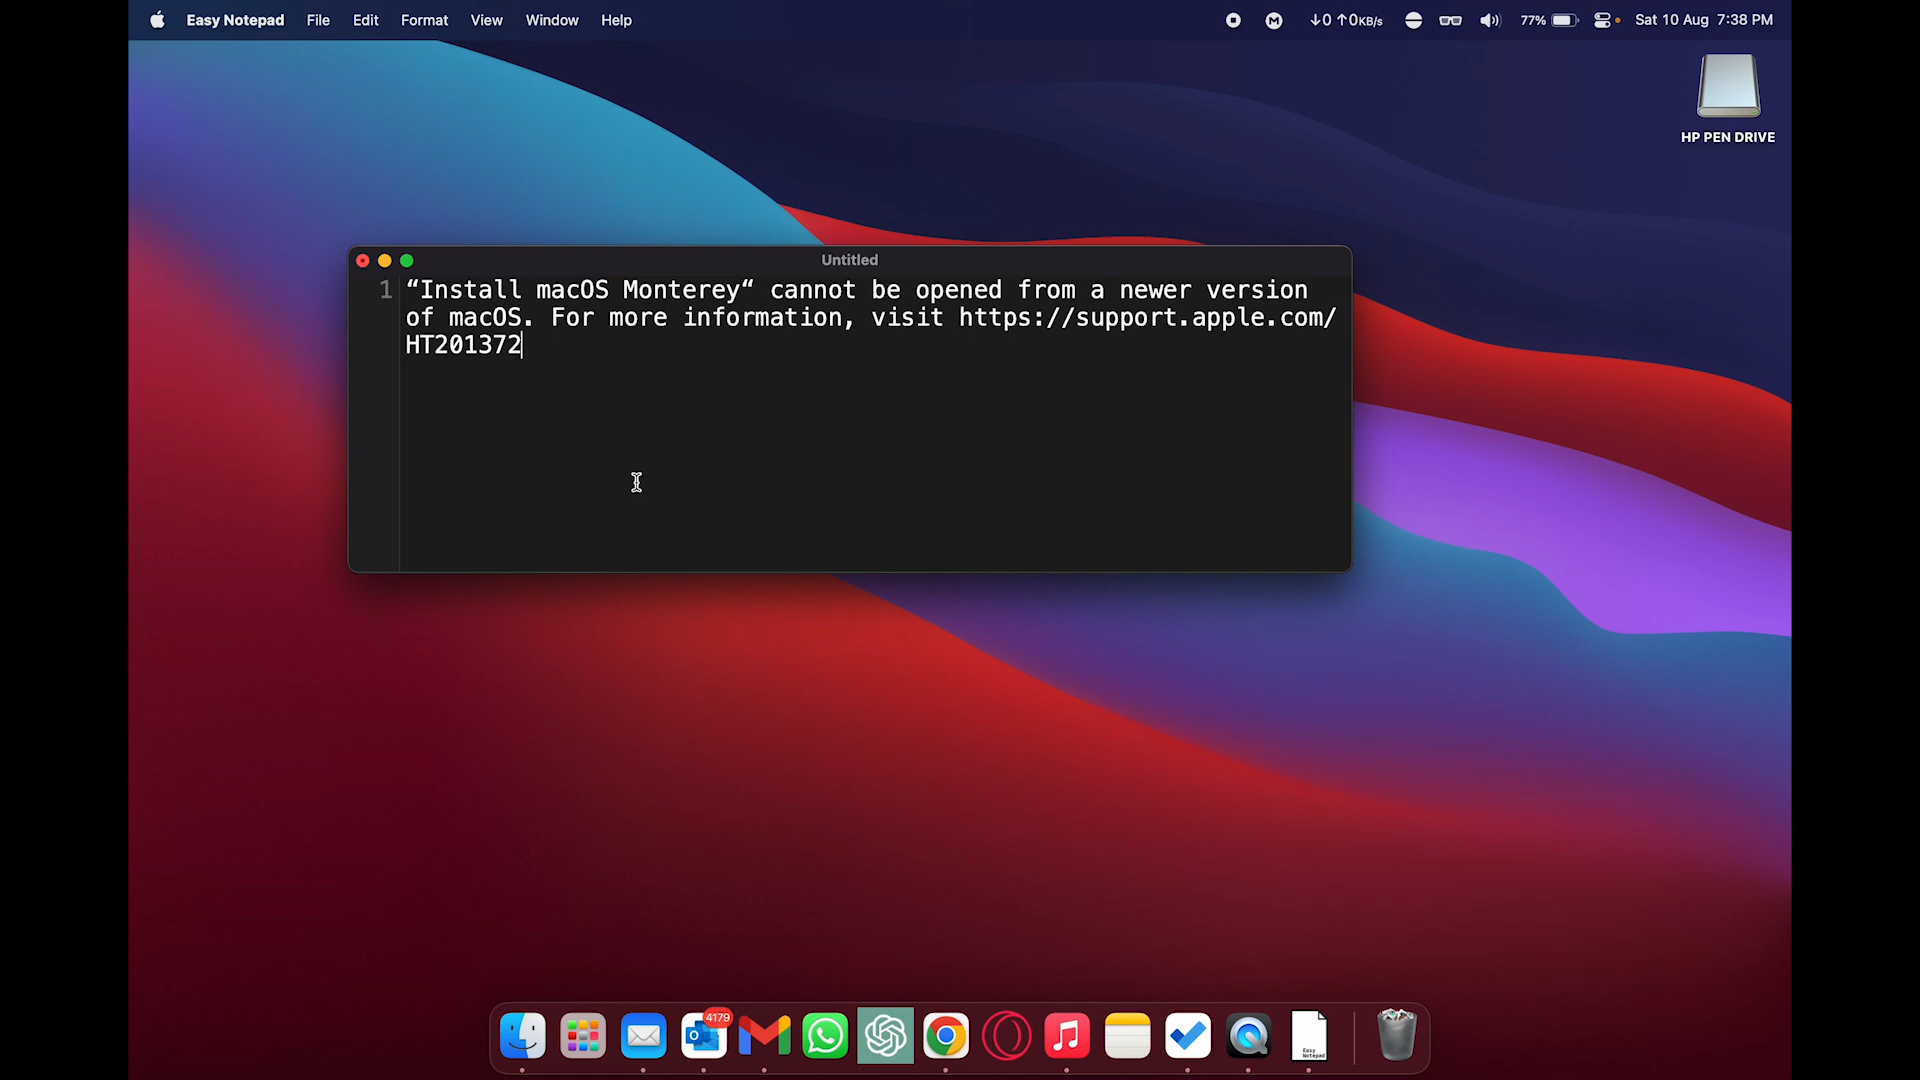 Easy Notepad File Edit Format View Window Help
↓0 ↑0KB/s 77% Sat 10 Aug 7:38 PM
HP PEN DRIVE
Untitled
1 “Install macOS Monterey“ cannot be opened from a newer version
of macOS. For more information, visit https://support.apple.com/
HT201372
4179
Easy
Notepad